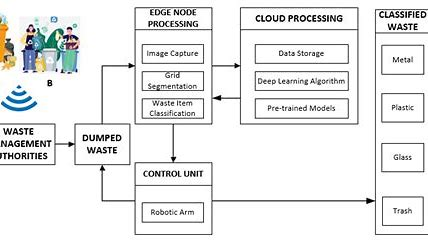 B
WASTE
MANAGEMENT
AUTHORITIES
DUMPED
WASTE
EDGE NODE
PROCESSING
Image Capture
Grid
Segmentation
Waste Item
Classification
CLOUD PROCESSING
Data Storage
Deep Learning Algorithm
Pre-trained Models
CONTROL UNIT
Robotic Arm
CLASSIFIED
WASTE
Metal
Plastic
Glass
Trash